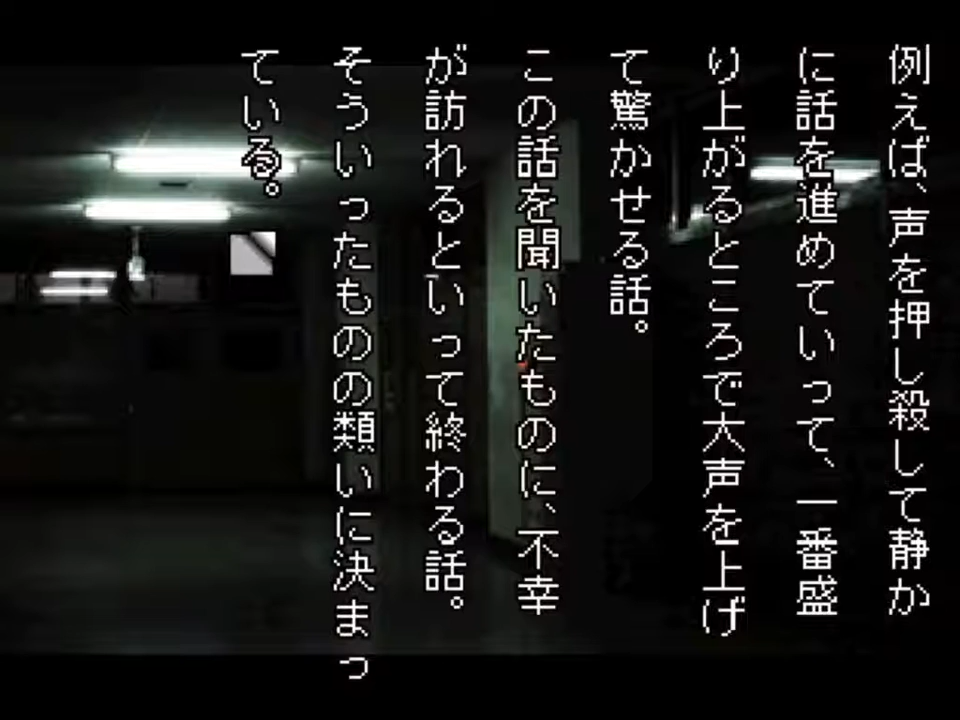 例えば、声を押し殺して静か
に話を進めていって、一番盛
り上がるところで大声を上げ
て驚かせる話。
この話を聞いたものに、不幸
が訪れるといって終わる話。
そういったものの類いに決まっ
ている。